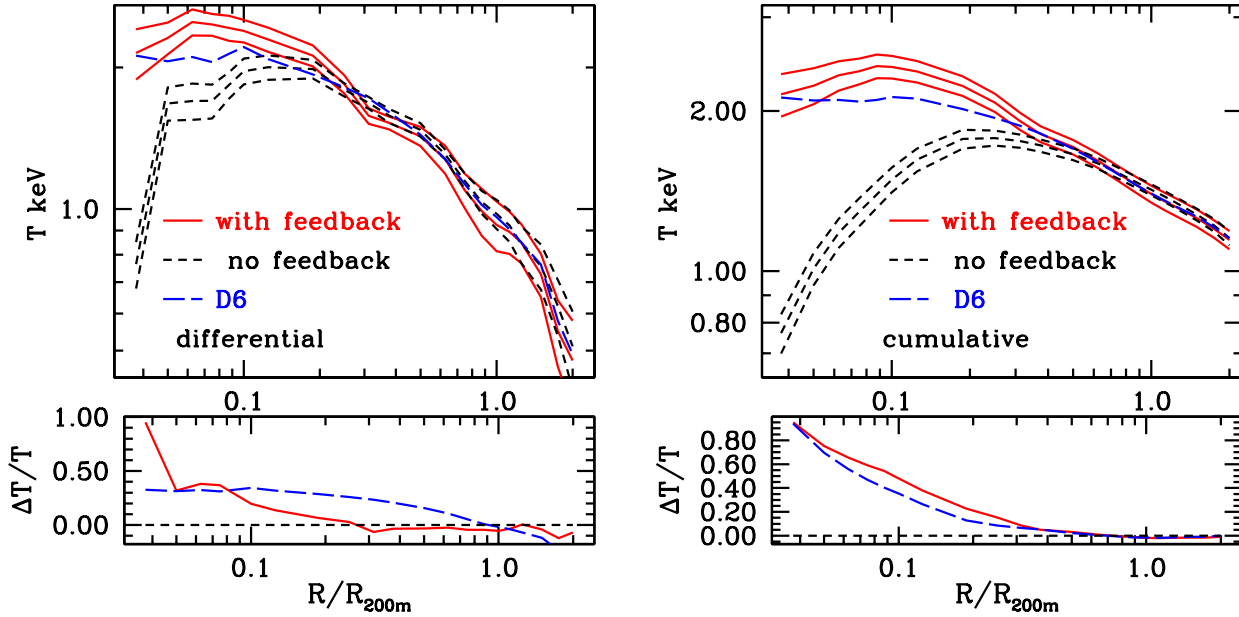 T keV
1.0
with feedback
no feedback
D6
differential
0.1
1.0
ΔT/T
1.00
0.50
0.00
0.1
1.0
R/R200m
T keV
2.00
1.00
0.80
with feedback
no feedback
D6
cumulative
0.1
1.0
ΔT/T
0.80
0.60
0.40
0.20
0.00
0.1
1.0
R/R200m